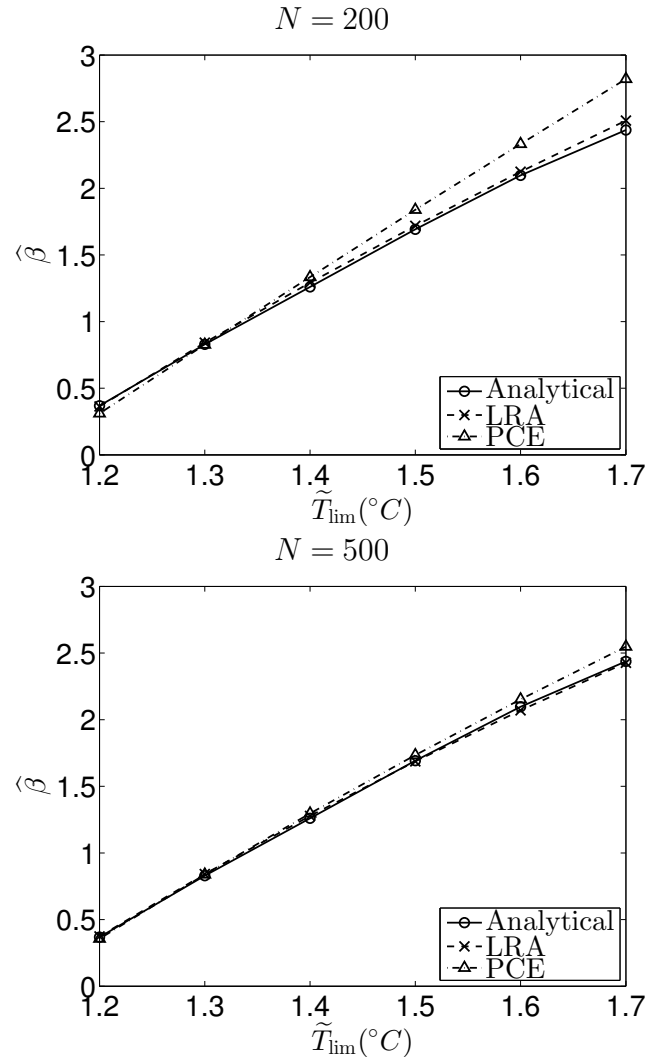 N = 200
3
2.5
2
1.5
1
0.5
0
β̂
1.2 1.3 1.4 1.5 1.6 1.7
T̃lim(°C)
Analytical
LRA
PCE
N = 500
3
2.5
2
1.5
1
0.5
0
β̂
1.2 1.3 1.4 1.5 1.6 1.7
T̃lim(°C)
Analytical
LRA
PCE